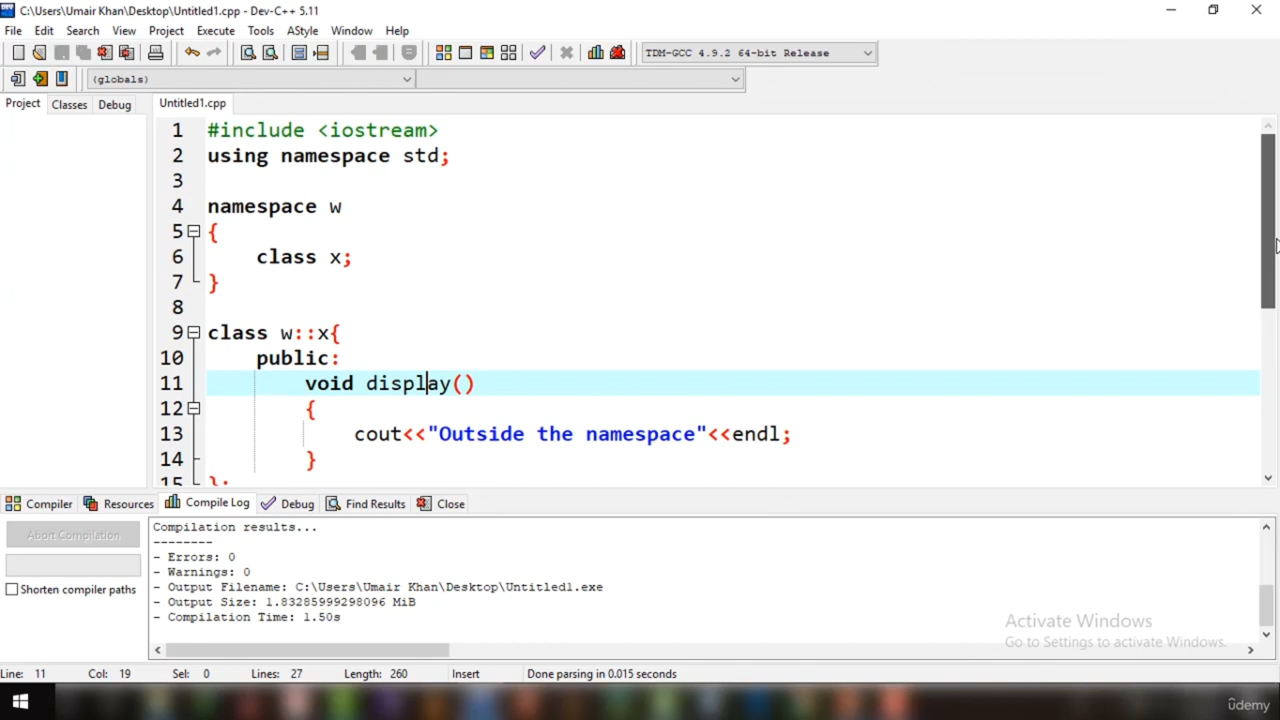 C:\Users\Umair Khan\Desktop\Untitled1.cpp - Dev-C++ 5.11
File Edit Search View Project Execute Tools AStyle Window Help
TDM-GCC 4.9.2 64-bit Release
(globals)
Project Classes Debug Untitled1.cpp
1 #include <iostream>
2 using namespace std;
3
4 namespace w
5 {
6 class x;
7 }
8
9 class w::x{
10 public:
11 void display()
12 {
13 cout<<"Outside the namespace"<<endl;
14 }
15 };
Compiler Resources Compile Log Debug Find Results Close
Abort Compilation
Shorten compiler paths
Compilation results...
--------
- Errors: 0
- Warnings: 0
- Output Filename: C:\Users\Umair Khan\Desktop\Untitled1.exe
- Output Size: 1.83285999298096 MiB
- Compilation Time: 1.50s
Activate Windows
Go to Settings to activate Windows.
Line: 11 Col: 19 Sel: 0 Lines: 27 Length: 260 Insert Done parsing in 0.015 seconds
ûdemy